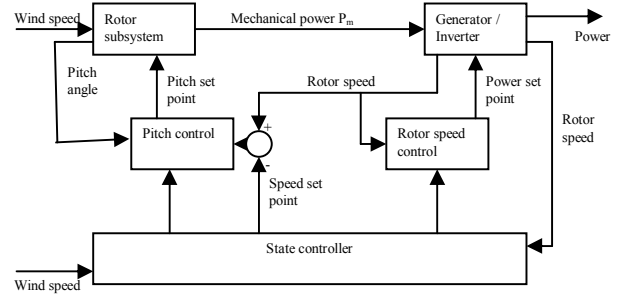 Wind speed
Rotor
subsystem
Mechanical power Pm
Generator /
Inverter
Power
Pitch
angle
Pitch set
point
Rotor speed
Power set
point
Rotor
speed
Pitch control
+
-
Rotor speed
control
Speed set
point
State controller
Wind speed